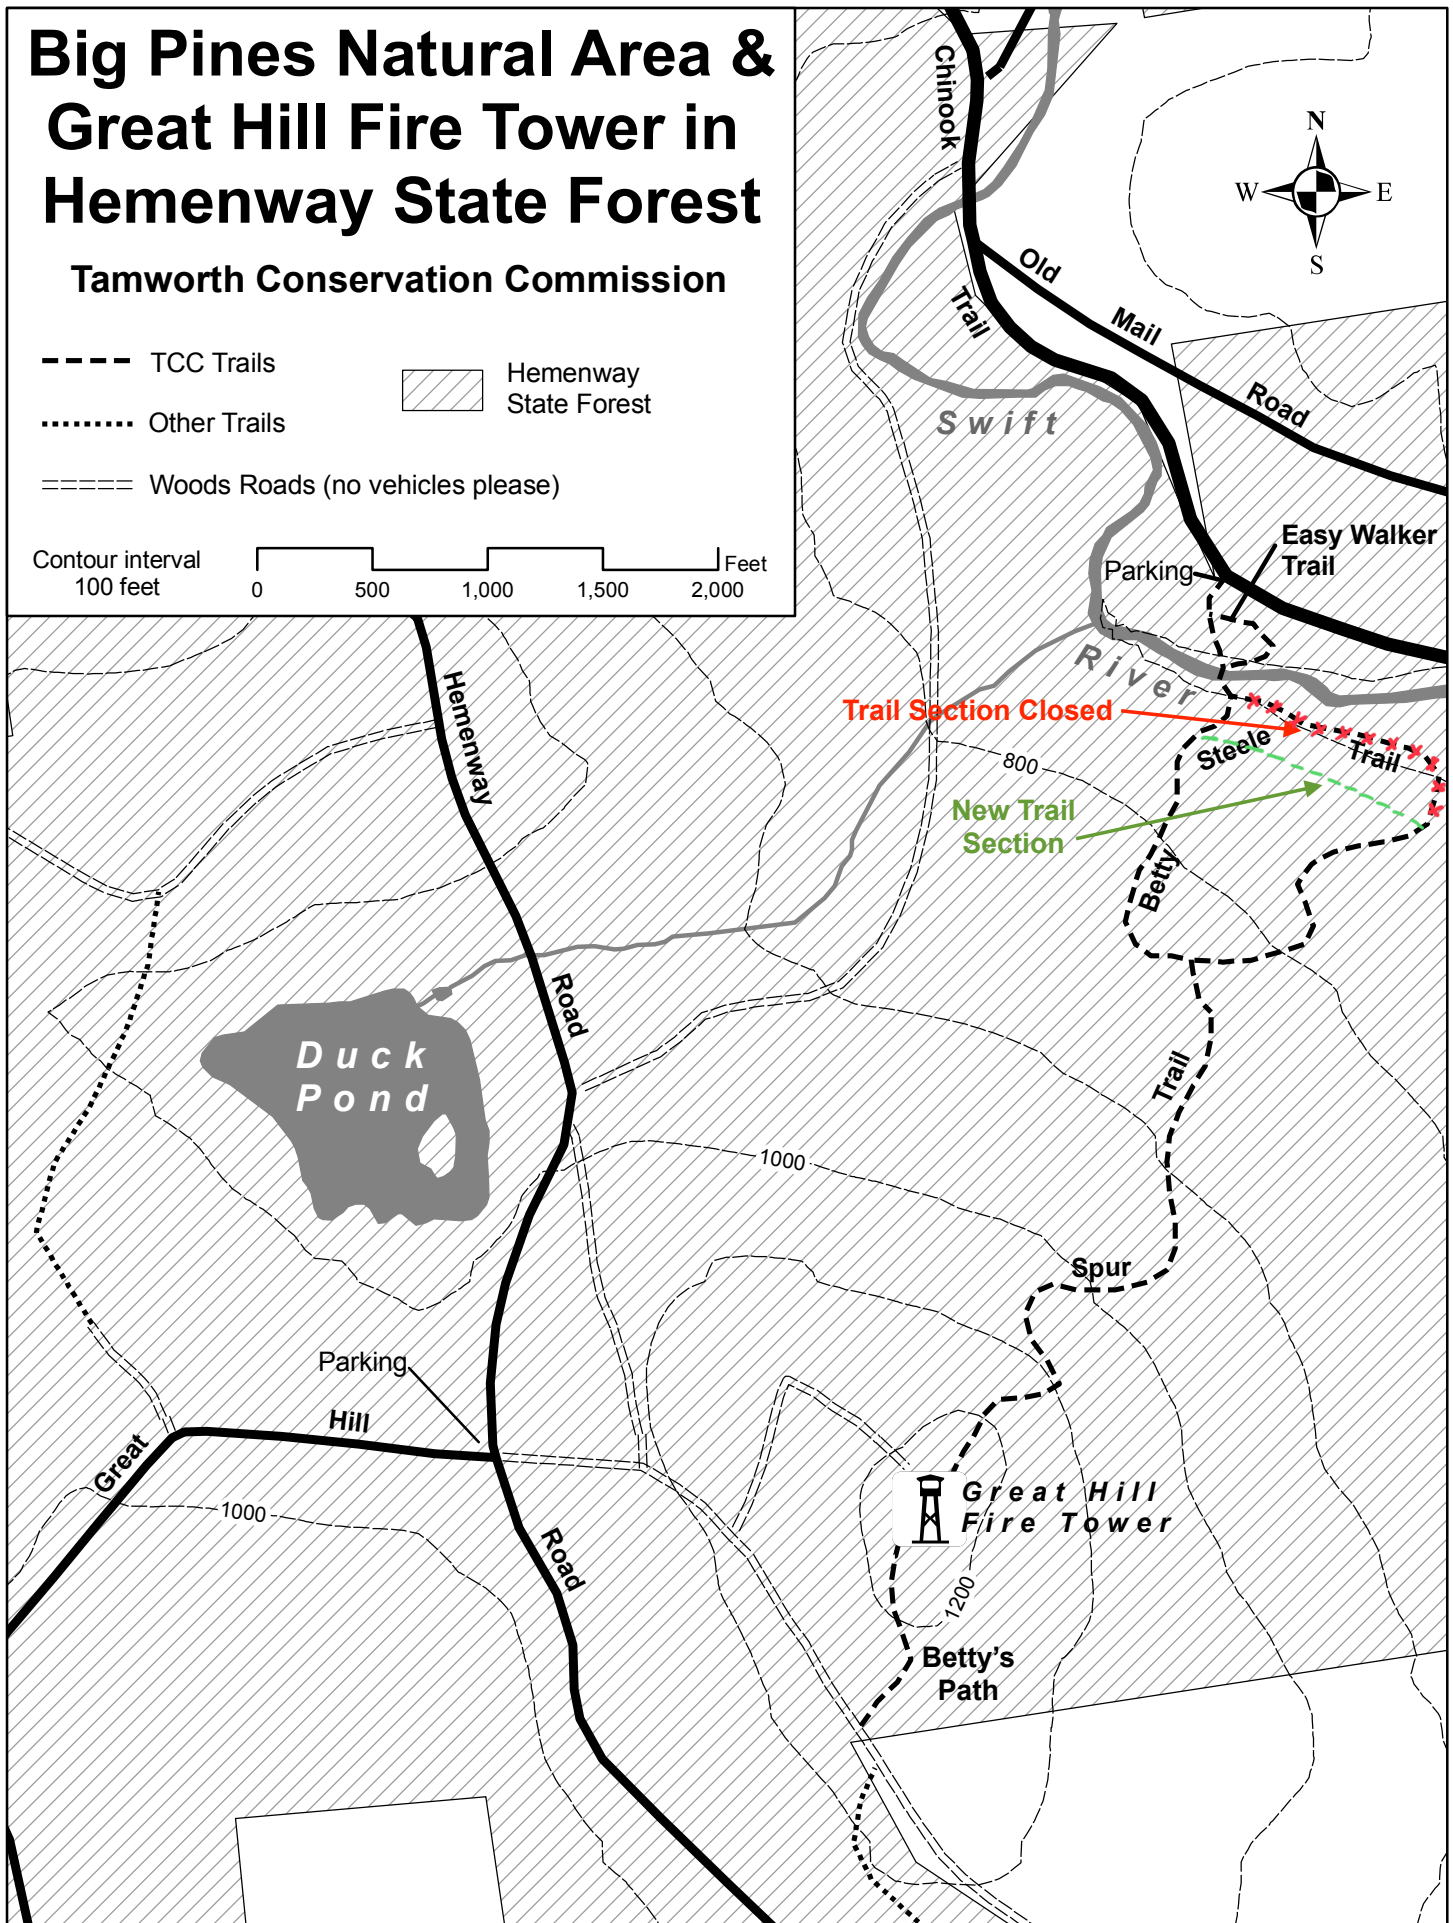 Big Pines Natural Area &
Great Hill Fire Tower in
Hemenway State Forest
Tamworth Conservation Commission
TCC Trails
Other Trails
Woods Roads (no vehicles please)
Hemenway
State Forest
Contour interval
100 feet
0 500 1,000 1,500 2,000
Feet
N
W E
S
Chinook
Trail
Old
Mail
Road
Swift
River
Easy Walker
Trail
Parking
Trail Section Closed
Steele
Trail
New Trail
Section
800
Betty
Trail
Spur
Hemenway
Road
Duck
Pond
1000
Parking
Hill
Great
1000
Road
Great Hill
Fire Tower
1200
Betty’s
Path